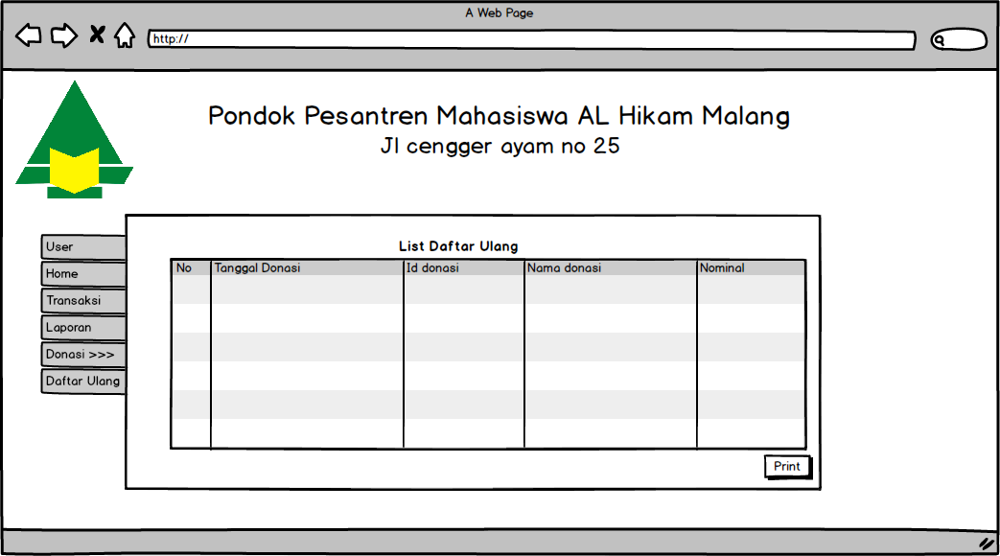 A Web Page
http://
Pondok Pesantren Mahasiswa AL Hikam Malang
Jl cengger ayam no 25
User
Home
Transaksi
Laporan
Donasi >>>
Daftar Ulang
List Daftar Ulang
No Tanggal Donasi Id donasi Nama donasi Nominal
Print